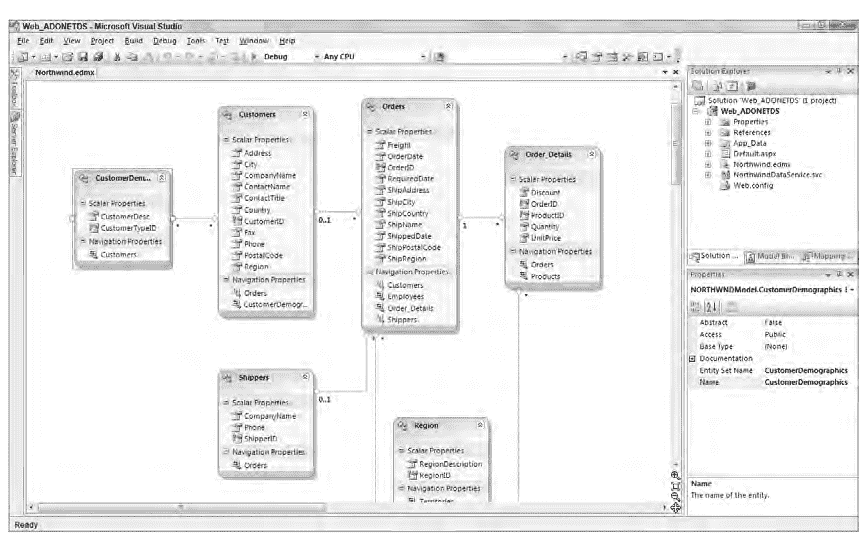 Web_ADONETDS - Microsoft Visual Studio
File Edit View Project Build Debug Tools Test Window Help
Debug Any CPU
Northwind.edmx
Toolbox
Server Explorer
CustomerDem...
Scalar Properties
CustomerDesc
CustomerTypeID
Navigation Properties
Customers
Customers
Scalar Properties
Address
City
CompanyName
ContactName
ContactTitle
Country
CustomerID
Fax
Phone
PostalCode
Region
Navigation Properties
Orders
CustomerDemogr...
0..1
Orders
Scalar Properties
Freight
OrderDate
OrderID
RequiredDate
ShipAddress
ShipCity
ShipCountry
ShipName
ShippedDate
ShipPostalCode
ShipRegion
Navigation Properties
Customers
Employees
Order_Details
Shippers
1
Order_Details
Scalar Properties
Discount
OrderID
ProductID
Quantity
UnitPrice
Navigation Properties
Orders
Products
Shippers
Scalar Properties
CompanyName
Phone
ShipperID
Navigation Properties
Orders
0..1
Region
Scalar Properties
RegionDescription
RegionID
Navigation Properties
Territories
Solution Explorer
Solution 'Web_ADONETDS' (1 project)
Web_ADONETDS
Properties
References
App_Data
Default.aspx
Northwind.edmx
NorthwindDataService.svc
Web.config
Solution ... Model Br... Mapping...
Properties
NORTHWNDModel.CustomerDemographics
Abstract False
Access Public
Base Type (None)
Documentation
Entity Set Name CustomerDemographics
Name CustomerDemographics
Name
The name of the entity.
Ready